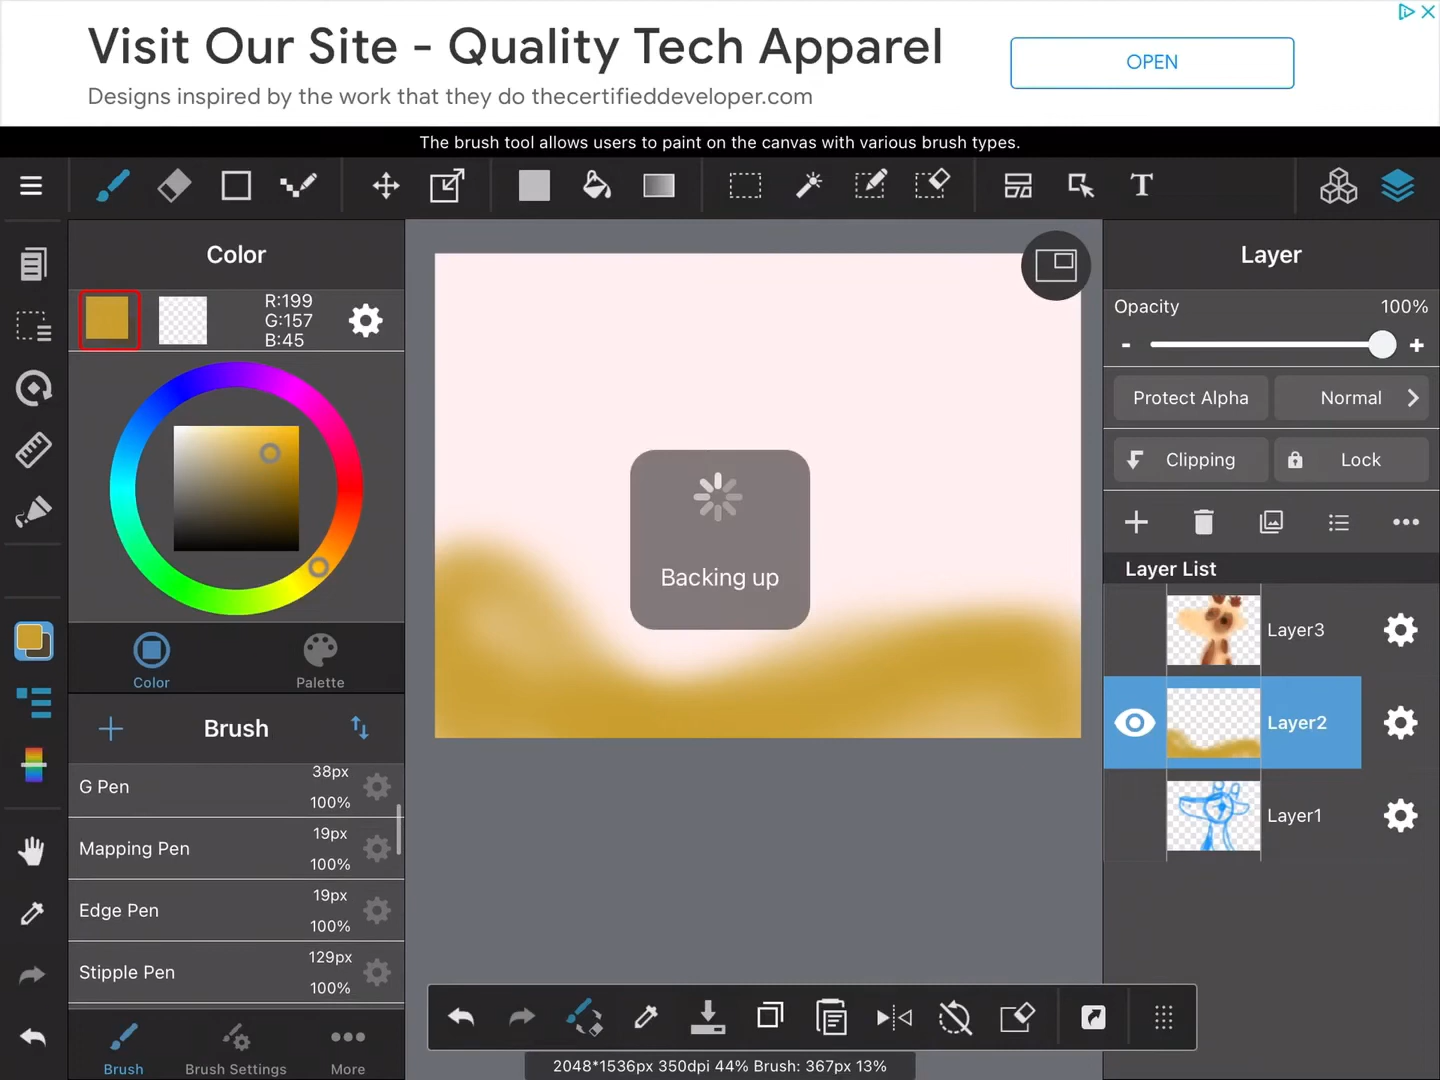 Visit Our Site - Quality Tech Apparel
Designs inspired by the work that they do thecertifieddeveloper.com
OPEN
The brush tool allows users to paint on the canvas with various brush types.
T
Color
R:199
G:157
B:45
Color
Palette
Brush
G Pen
38px
100%
Mapping Pen
19px
100%
Edge Pen
19px
100%
Stipple Pen
129px
100%
Brush
Brush Settings
More
Backing up
2048*1536px 350dpi 44% Brush: 367px 13%
Layer
Opacity
100%
- +
Protect Alpha
Normal
Clipping
Lock
Layer List
Layer3
Layer2
Layer1